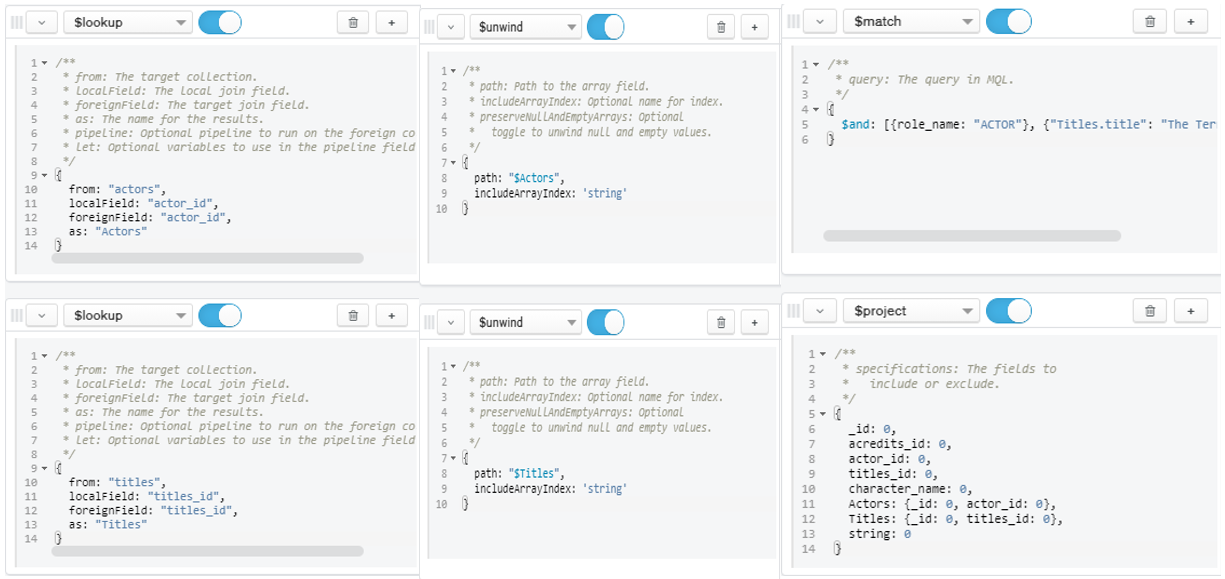 $lookup
1 /**
2 * from: The target collection.
3 * localField: The local join field.
4 * foreignField: The target join field.
5 * as: The name for the results.
6 * pipeline: Optional pipeline to run on the foreign co
7 * let: Optional variables to use in the pipeline field
8 */
9 {
10 from: "actors",
11 localField: "actor_id",
12 foreignField: "actor_id",
13 as: "Actors"
14 }
$unwind
1 /**
2 * path: Path to the array field.
3 * includeArrayIndex: Optional name for index.
4 * preserveNullAndEmptyArrays: Optional
5 toggle to unwind null and empty values.
6 */
7 {
8 path: "$Actors",
9 includeArrayIndex: 'string'
10 }
$match
1 /**
2 * query: The query in MQL.
3 */
4 {
5 $and: [{role_name: "ACTOR"}, {"Titles.title": "The Ter
6 }
$lookup
1 /**
2 * from: The target collection.
3 * localField: The local join field.
4 * foreignField: The target join field.
5 * as: The name for the results.
6 * pipeline: Optional pipeline to run on the foreign co
7 * let: Optional variables to use in the pipeline field
8 */
9 {
10 from: "titles",
11 localField: "titles_id",
12 foreignField: "titles_id",
13 as: "Titles"
14 }
$unwind
1 /**
2 * path: Path to the array field.
3 * includeArrayIndex: Optional name for index.
4 * preserveNullAndEmptyArrays: Optional
5 toggle to unwind null and empty values.
6 */
7 {
8 path: "$Titles",
9 includeArrayIndex: 'string'
10 }
$project
1 /**
2 * specifications: The fields to
3 * include or exclude.
4 */
5 {
6 _id: 0,
7 acredits_id: 0,
8 actor_id: 0,
9 titles_id: 0,
10 character_name: 0,
11 Actors: {_id: 0, actor_id: 0},
12 Titles: {_id: 0, titles_id: 0},
13 string: 0
14 }